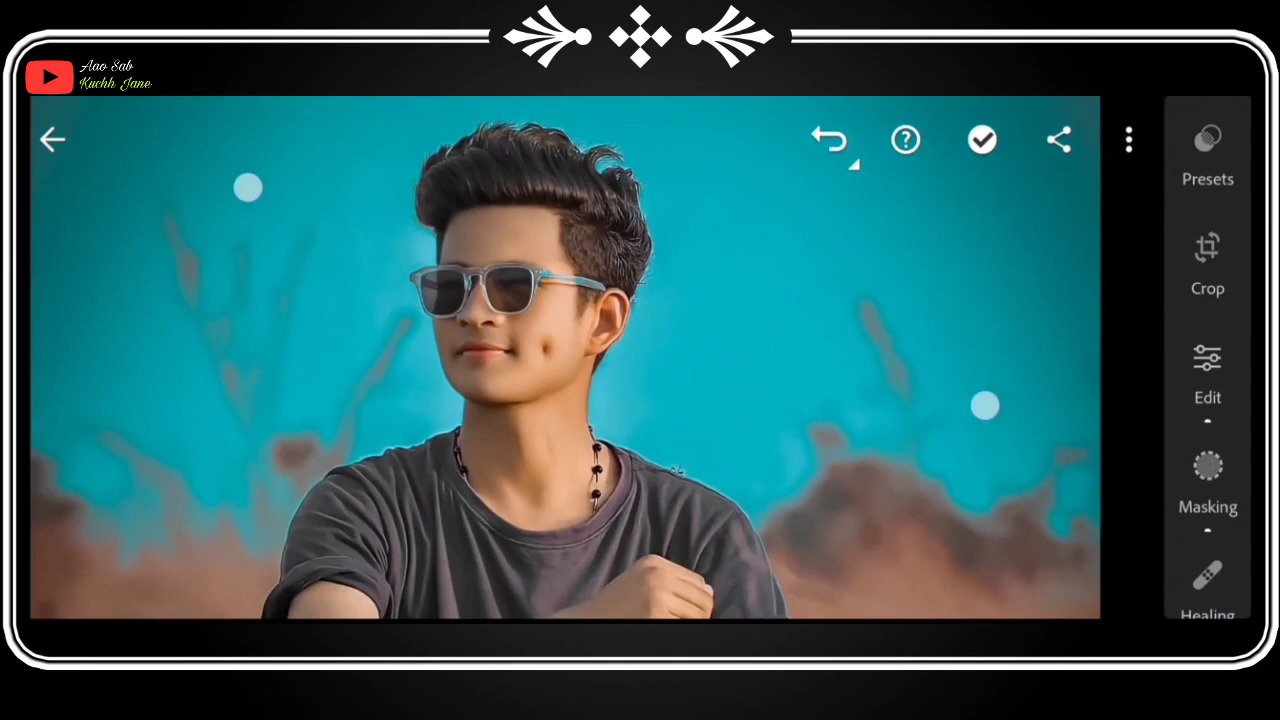 Aao Sab
Kuchh Jane
Presets
Crop
Edit
Masking
Healing